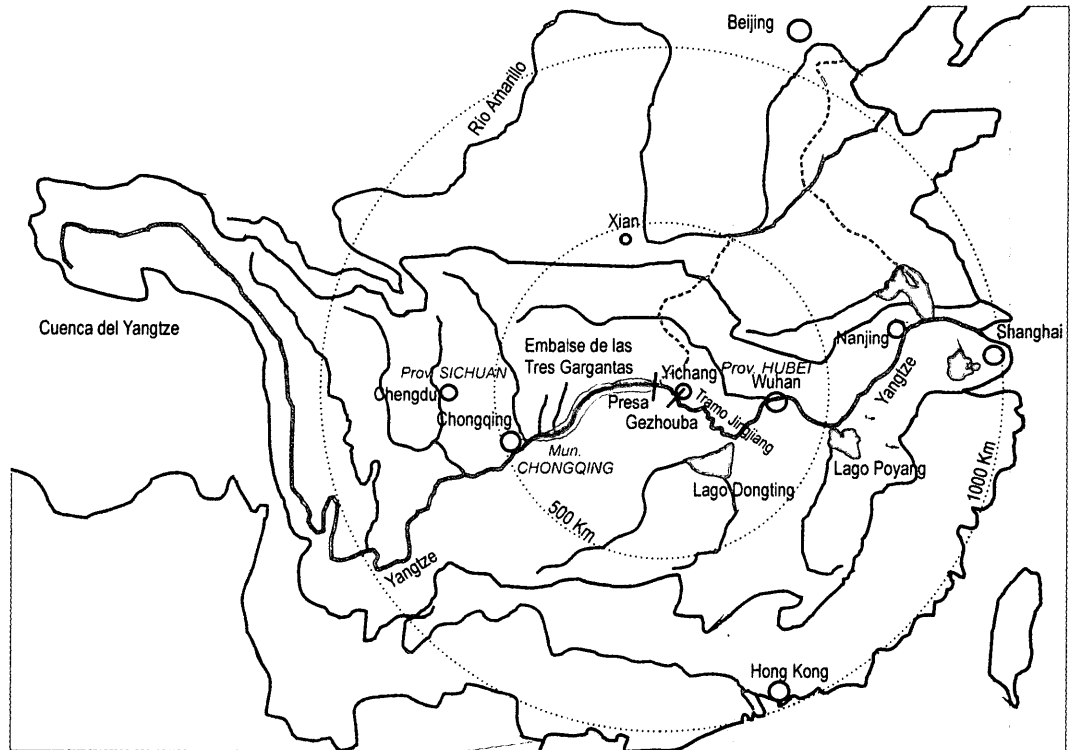 Beijing
Río Amarillo
Xian
Cuenca del Yangtze
Nanjing
Shanghai
Embalse de las
Tres Gargantas
Prov. SICHUAN
Chengdu
Chongqing
Yichang
Prov. HUBEI
Wuhan
Presa
Gezhouba
Tramo Jingjiang
Yangtze
Mun.
CHONGQING
Lago Dongting
Lago Poyang
500 Km
1000 Km
Yangtze
Hong Kong